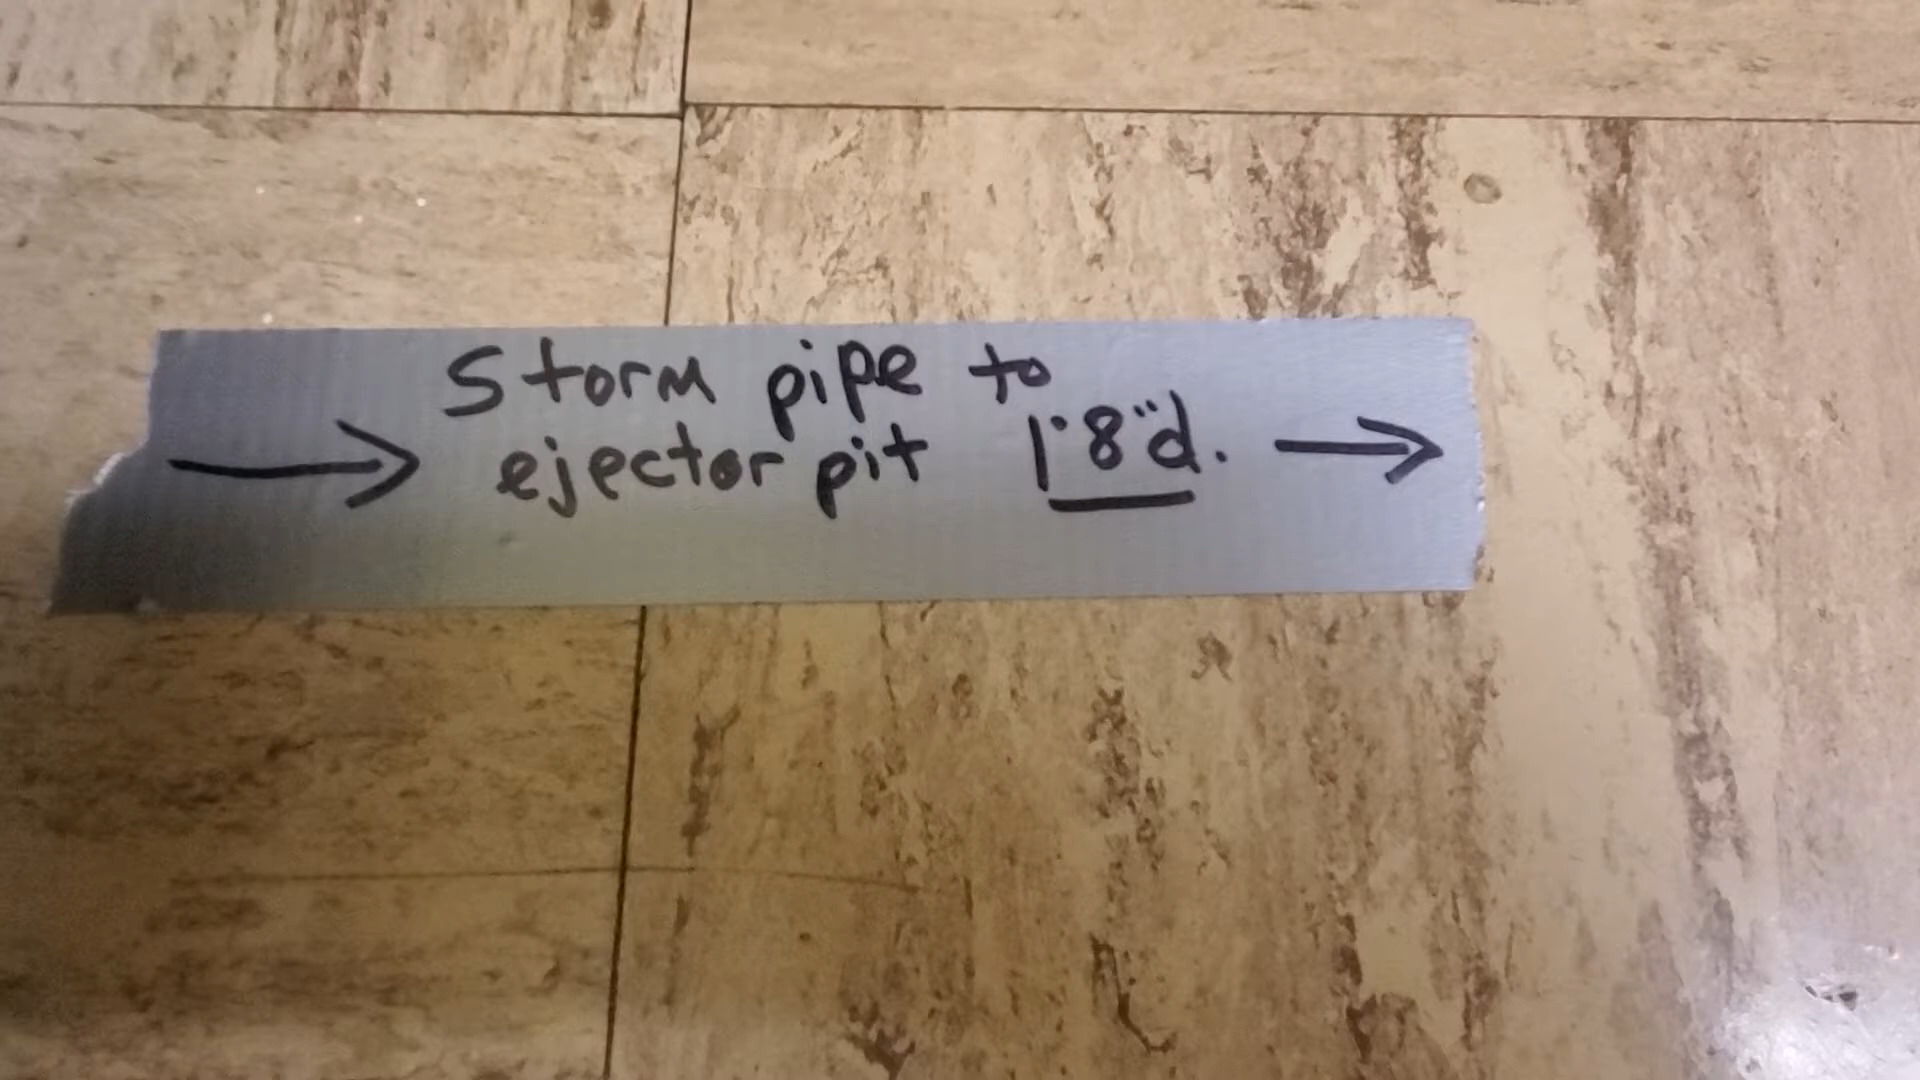 Storm pipe to
→ ejector pit 1'8"d. →